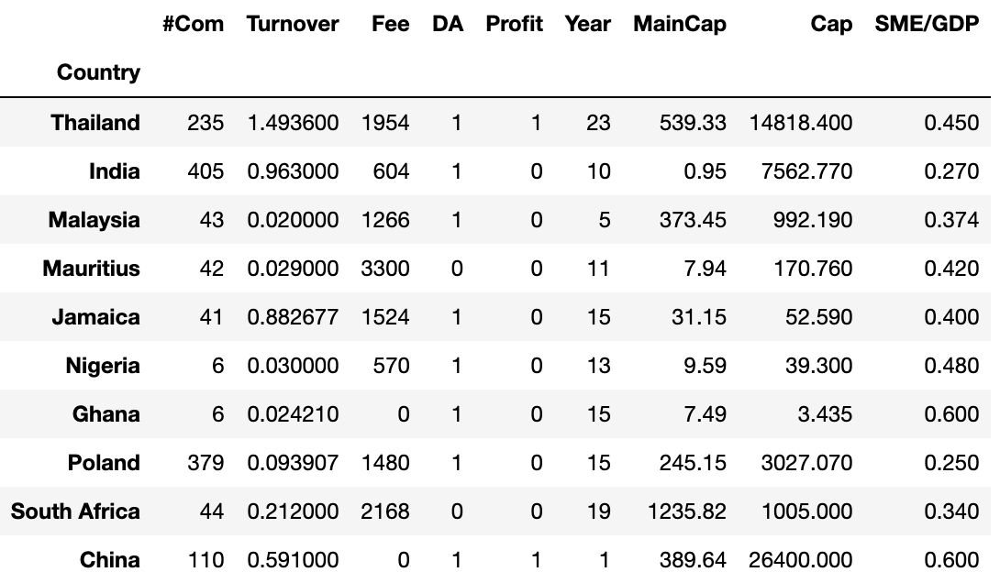 #Com Turnover Fee DA Profit Year MainCap Cap SME/GDP
Country
Thailand 235 1.493600 1954 1 1 23 539.33 14818.400 0.450
India 405 0.963000 604 1 0 10 0.95 7562.770 0.270
Malaysia 43 0.020000 1266 1 0 5 373.45 992.190 0.374
Mauritius 42 0.029000 3300 0 0 11 7.94 170.760 0.420
Jamaica 41 0.882677 1524 1 0 15 31.15 52.590 0.400
Nigeria 6 0.030000 570 1 0 13 9.59 39.300 0.480
Ghana 6 0.024210 0 1 0 15 7.49 3.435 0.600
Poland 379 0.093907 1480 1 0 15 245.15 3027.070 0.250
South Africa 44 0.212000 2168 0 0 19 1235.82 1005.000 0.340
China 110 0.591000 0 1 1 1 389.64 26400.000 0.600